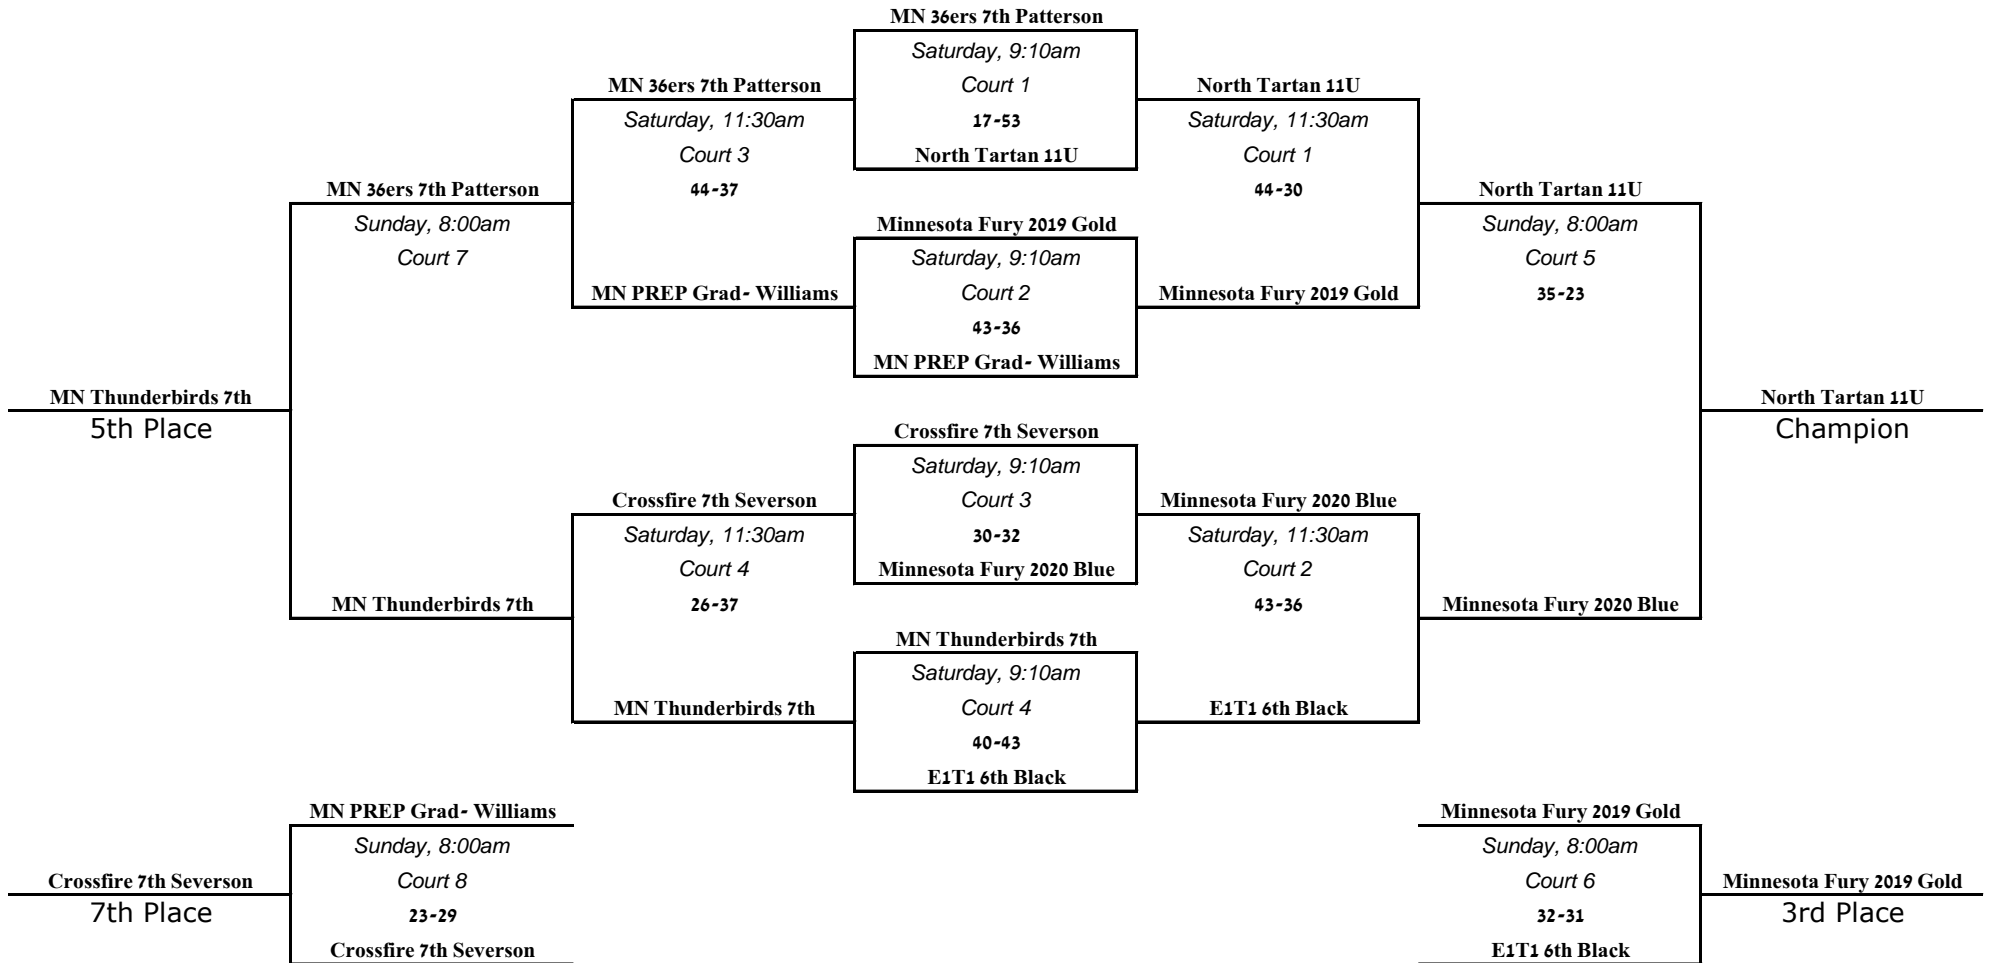 MN 36ers 7th Patterson
Saturday, 9:10am
MN 36ers 7th Patterson
Court 1
North Tartan 11U
Saturday, 11:30am
17-53
Saturday, 11:30am
Court 3
North Tartan 11U
Court 1
MN 36ers 7th Patterson
44-37
44-30
North Tartan 11U
Sunday, 8:00am
Minnesota Fury 2019 Gold
Sunday, 8:00am
Court 7
Saturday, 9:10am
Court 5
MN PREP Grad- Williams
Court 2
Minnesota Fury 2019 Gold
35-23
43-36
MN PREP Grad- Williams
MN Thunderbirds 7th
North Tartan 11U
5th Place
Crossfire 7th Severson
Champion
Saturday, 9:10am
Crossfire 7th Severson
Court 3
Minnesota Fury 2020 Blue
Saturday, 11:30am
30-32
Saturday, 11:30am
Court 4
Minnesota Fury 2020 Blue
Court 2
MN Thunderbirds 7th
26-37
43-36
Minnesota Fury 2020 Blue
MN Thunderbirds 7th
Saturday, 9:10am
MN Thunderbirds 7th
Court 4
E1T1 6th Black
40-43
E1T1 6th Black
MN PREP Grad- Williams
Minnesota Fury 2019 Gold
Sunday, 8:00am
Sunday, 8:00am
Crossfire 7th Severson
Court 8
Court 6
Minnesota Fury 2019 Gold
7th Place
23-29
32-31
3rd Place
Crossfire 7th Severson
E1T1 6th Black